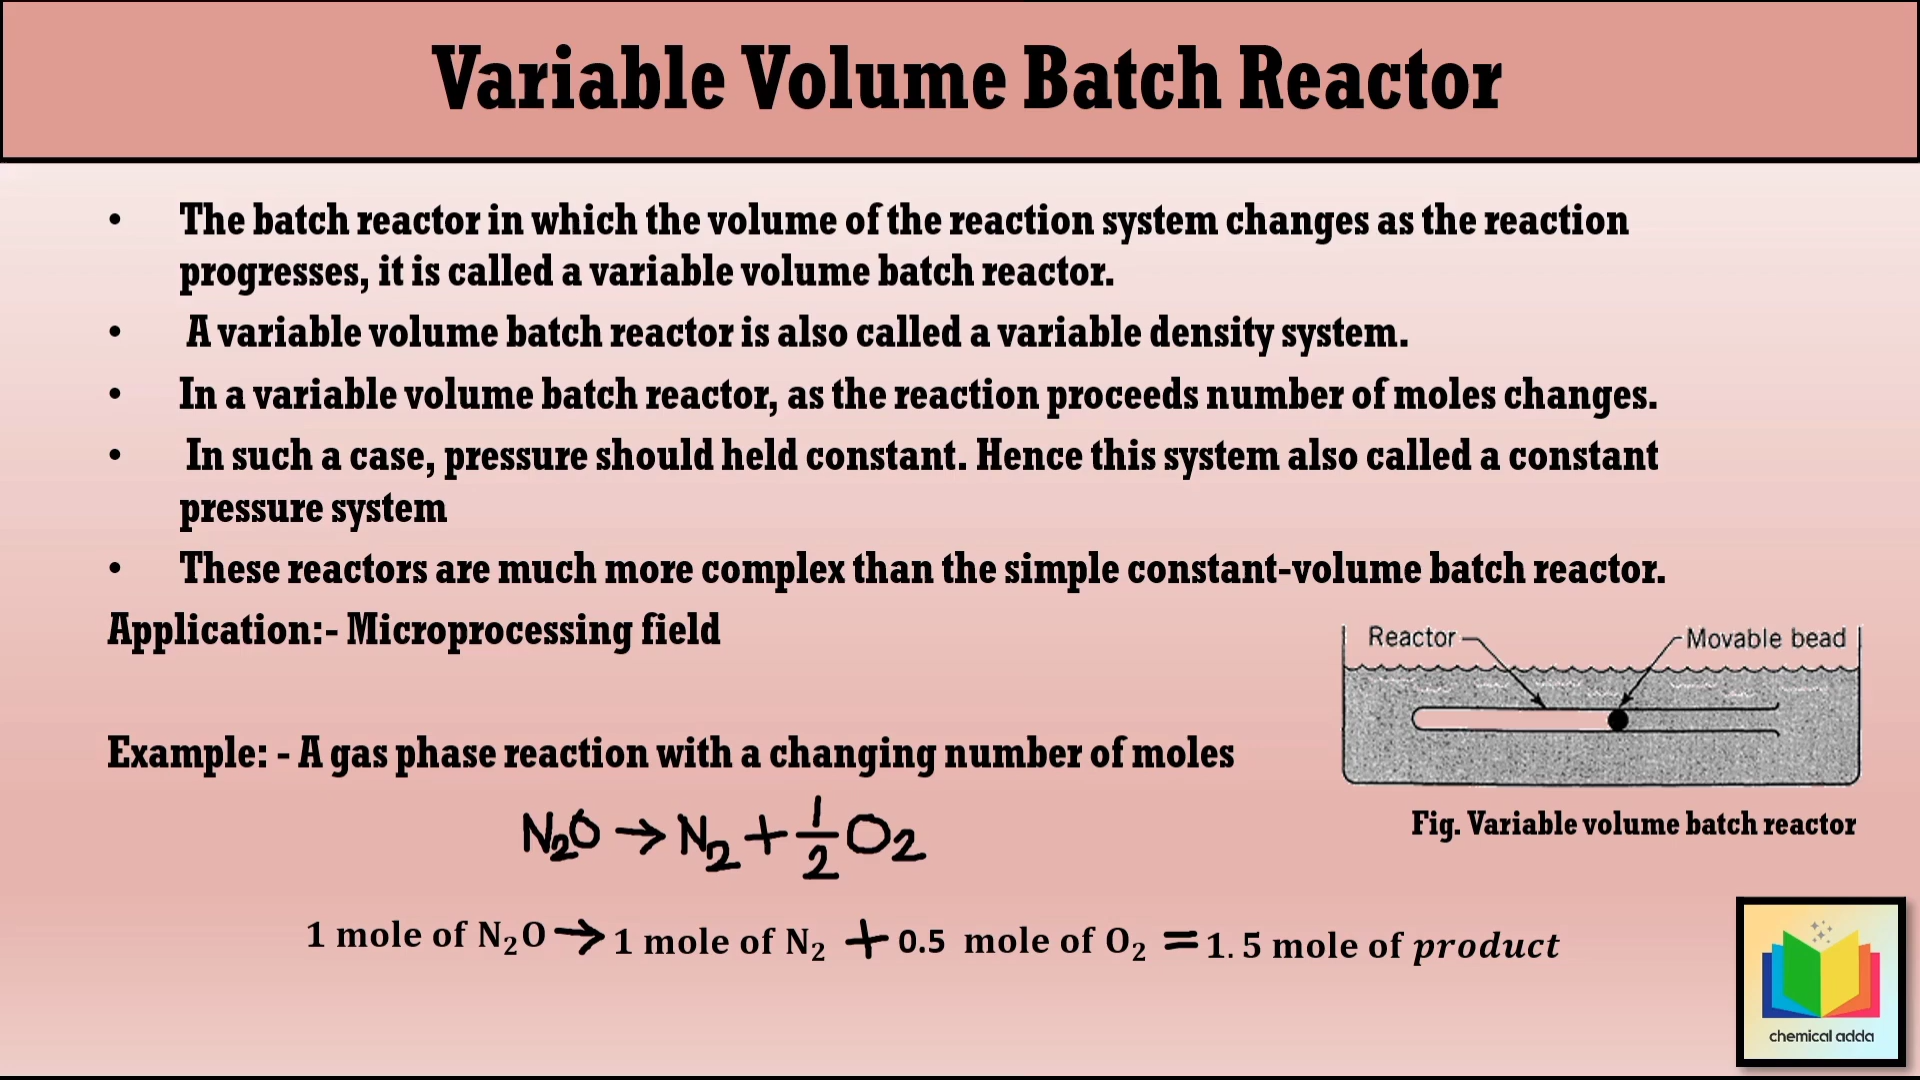 Variable Volume Batch Reactor
• The batch reactor in which the volume of the reaction system changes as the reaction
progresses, it is called a variable volume batch reactor.
• A variable volume batch reactor is also called a variable density system.
• In a variable volume batch reactor, as the reaction proceeds number of moles changes.
• In such a case, pressure should held constant. Hence this system also called a constant
pressure system
• These reactors are much more complex than the simple constant-volume batch reactor.
Application:- Microprocessing field
Reactor
Movable bead
Example: - A gas phase reaction with a changing number of moles
Fig. Variable volume batch reactor
N₂O → N₂ + 1/2 O₂
1 mole of N₂O → 1 mole of N₂ + 0.5 mole of O₂ = 1.5 mole of product
chemical adda